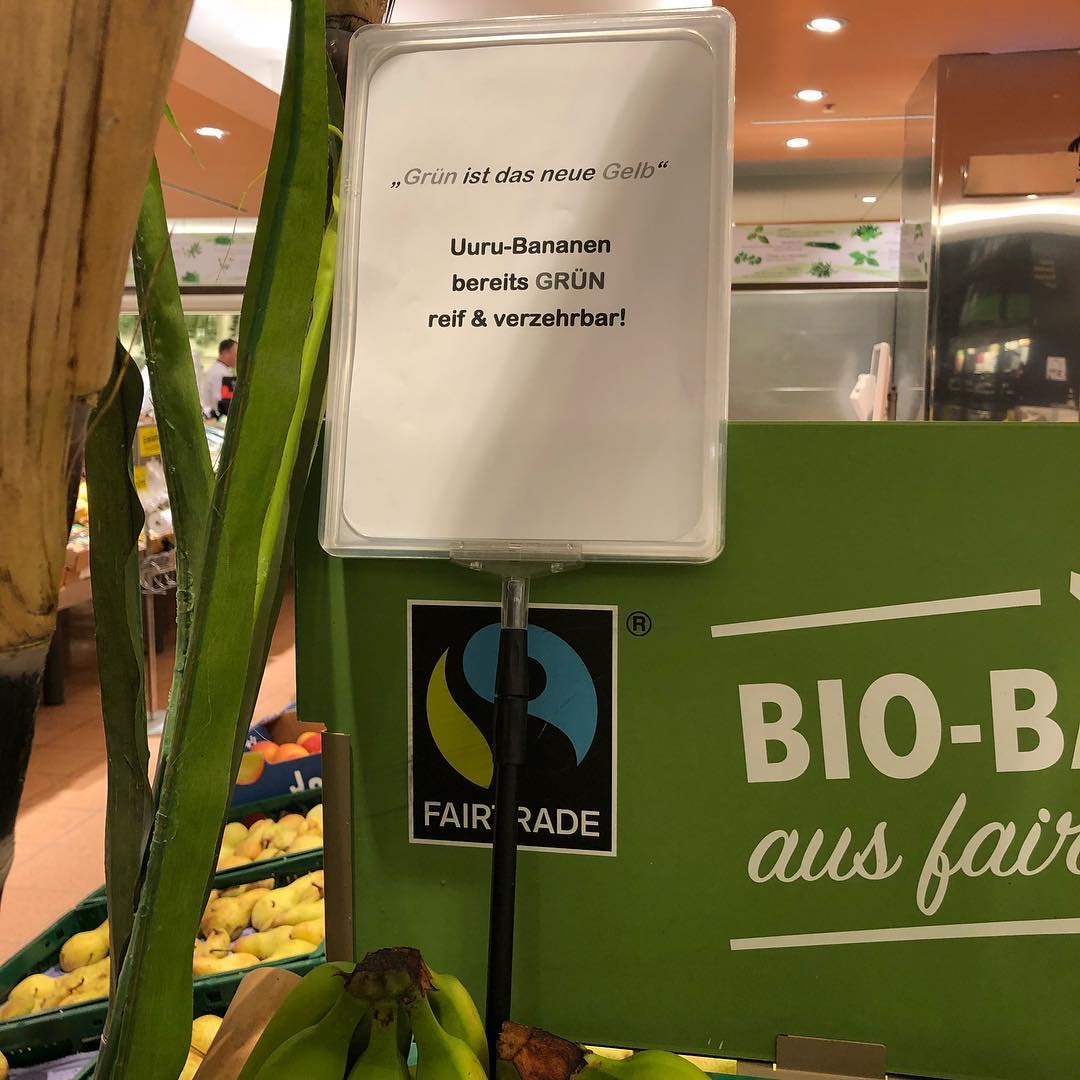 „Grün ist das neue Gelb“
Uuru-Bananen
bereits GRÜN
reif & verzehrbar!
®
FAIRTRADE
BIO-BA
aus fair